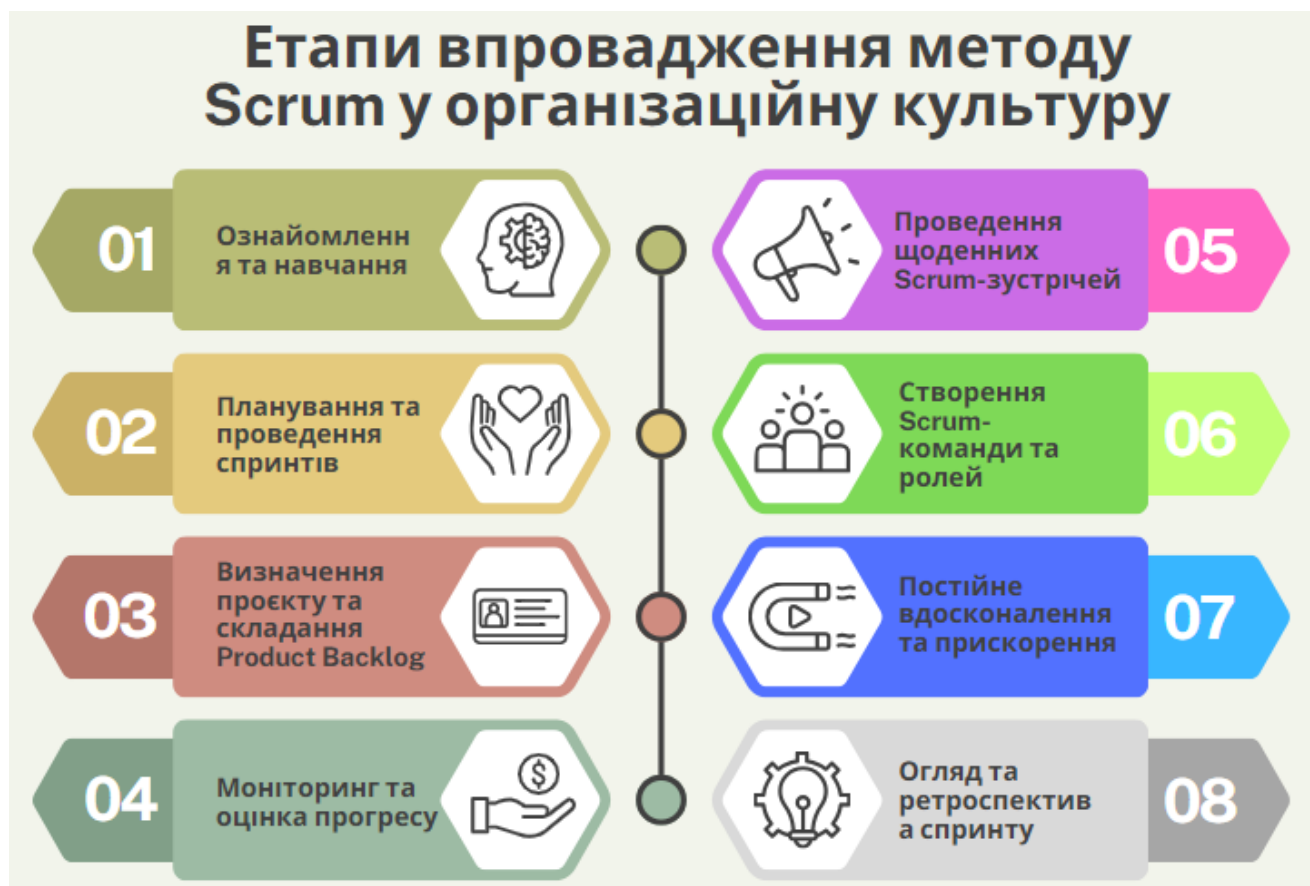 Етапи впровадження методу
Scrum у організаційну культуру
01
Ознайомленн
я та навчання
02
Планування та
проведення
спринтів
03
Визначення
проєкту та
складання
Product Backlog
04
Моніторинг та
оцінка прогресу
$
05
Проведення
щоденних
Scrum-зустрічей
06
Створення
Scrum-
команди та
ролей
07
Постійне
вдосконалення
та прискорення
08
Огляд та
ретроспектив
а спринту